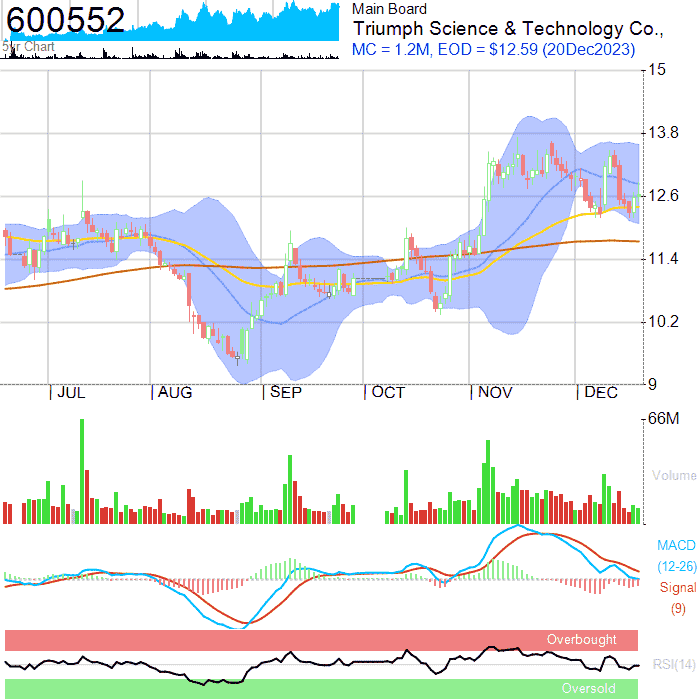 600552
5yr Chart
Main Board
Triumph Science & Technology Co.,
MC = 1.2M, EOD = $12.59 (20Dec2023)
15
13.8
12.6
11.4
10.2
9
JUL AUG SEP OCT NOV DEC
66M
Volume
MACD
(12-26)
Signal
(9)
Overbought
RSI(14)
Oversold